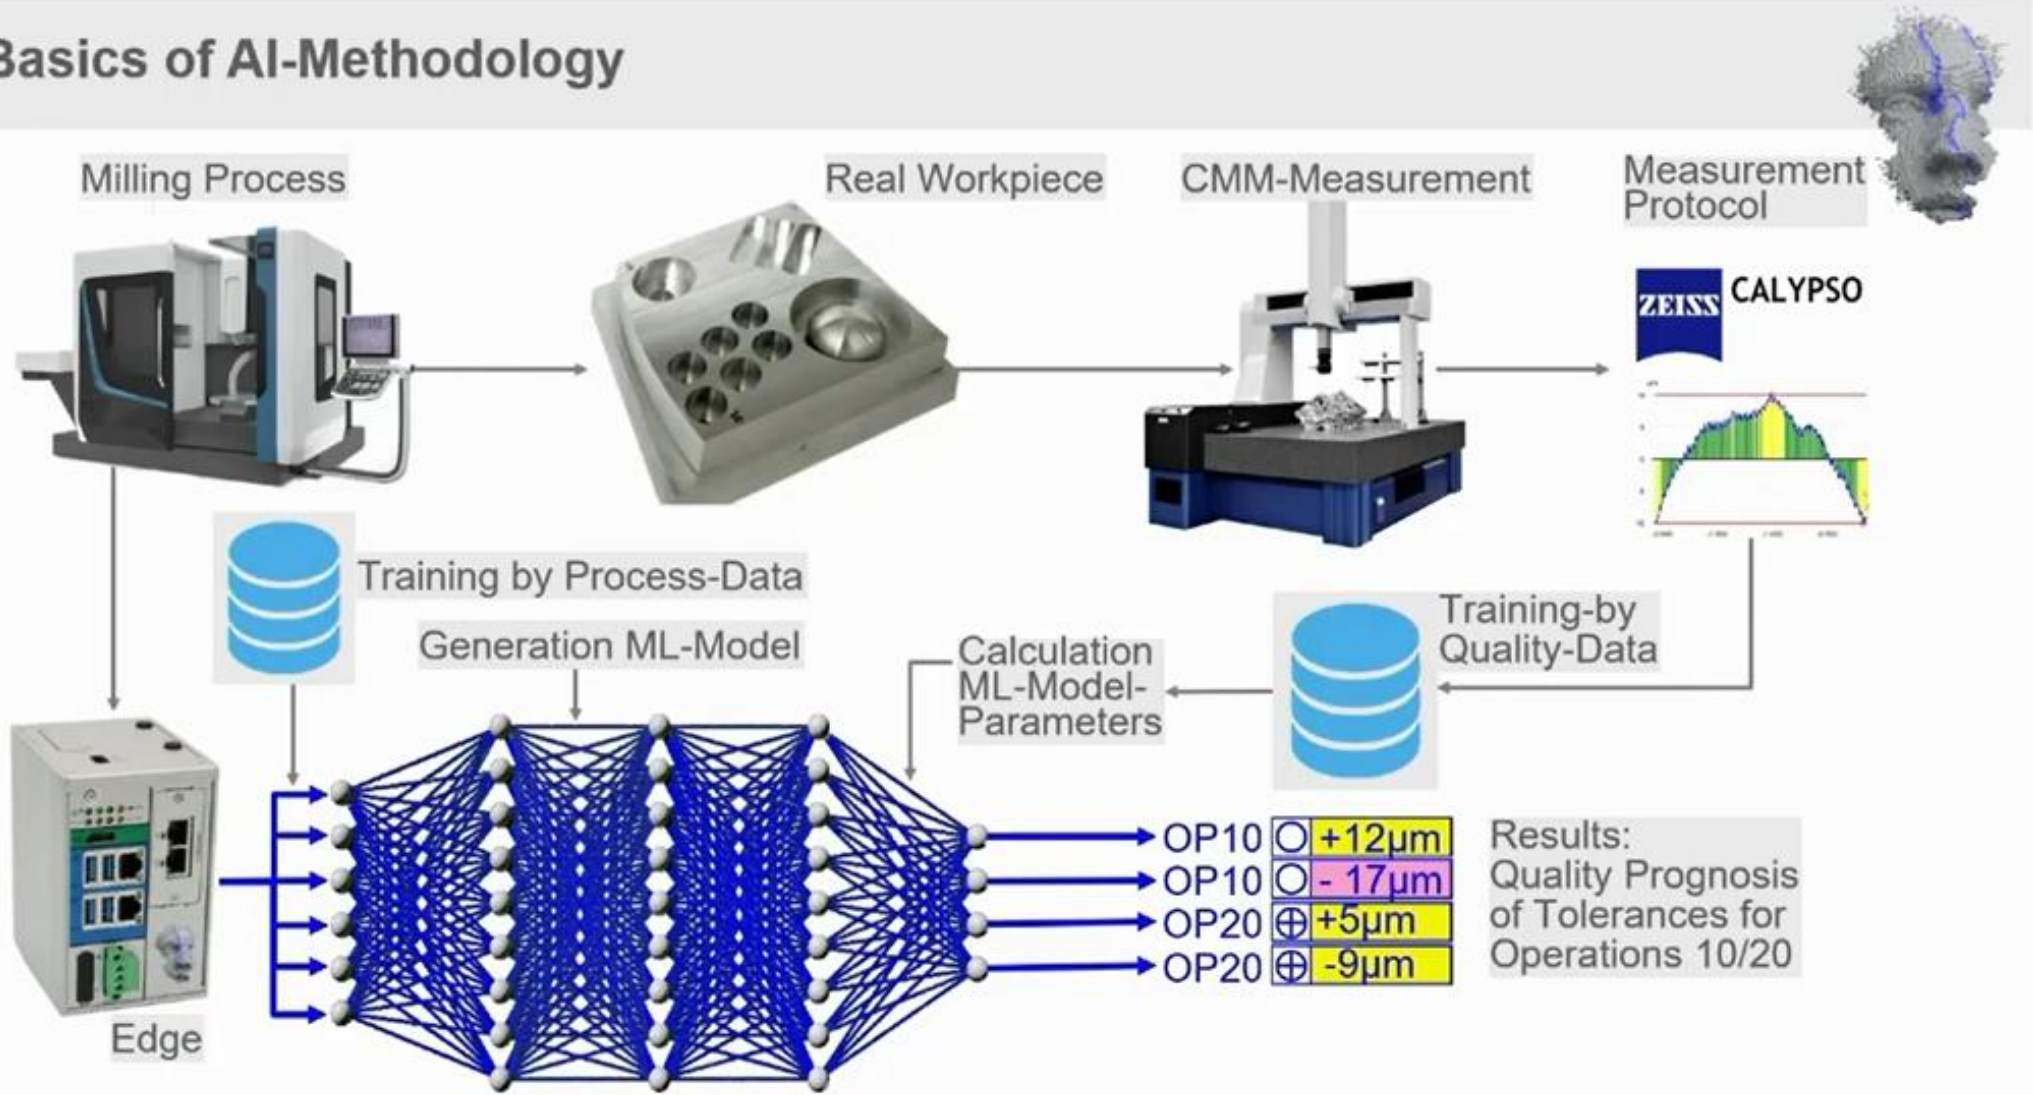 Basics of AI-Methodology
Milling Process
Real Workpiece
CMM-Measurement
Measurement
Protocol
ZEISS
CALYPSO
Training by Process-Data
Generation ML-Model
Calculation
ML-Model-
Parameters
Training-by
Quality-Data
Edge
OP10 +12µm
OP10 - 17µm
OP20 +5µm
OP20 -9µm
Results:
Quality Prognosis
of Tolerances for
Operations 10/20